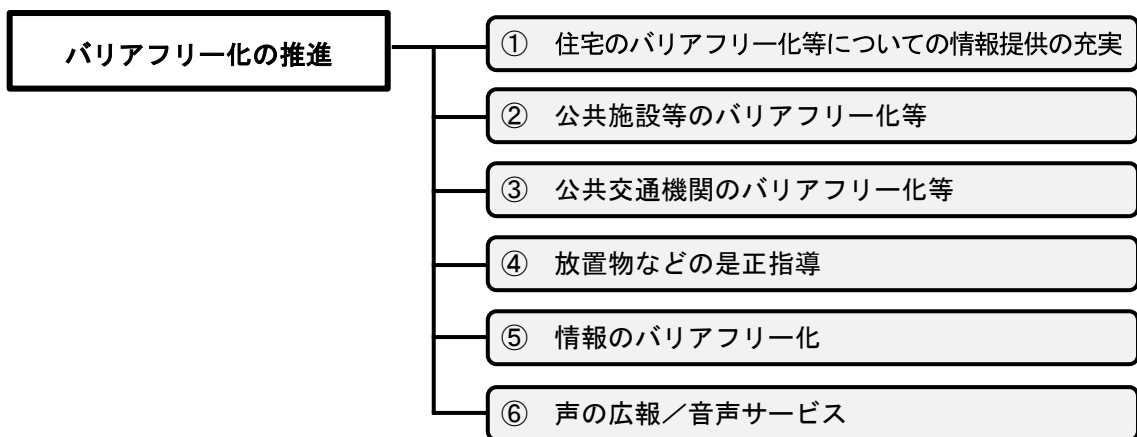 バリアフリー化の推進
① 住宅のバリアフリー化等についての情報提供の充実
② 公共施設等のバリアフリー化等
③ 公共交通機関のバリアフリー化等
④ 放置物などの是正指導
⑤ 情報のバリアフリー化
⑥ 声の広報／音声サービス